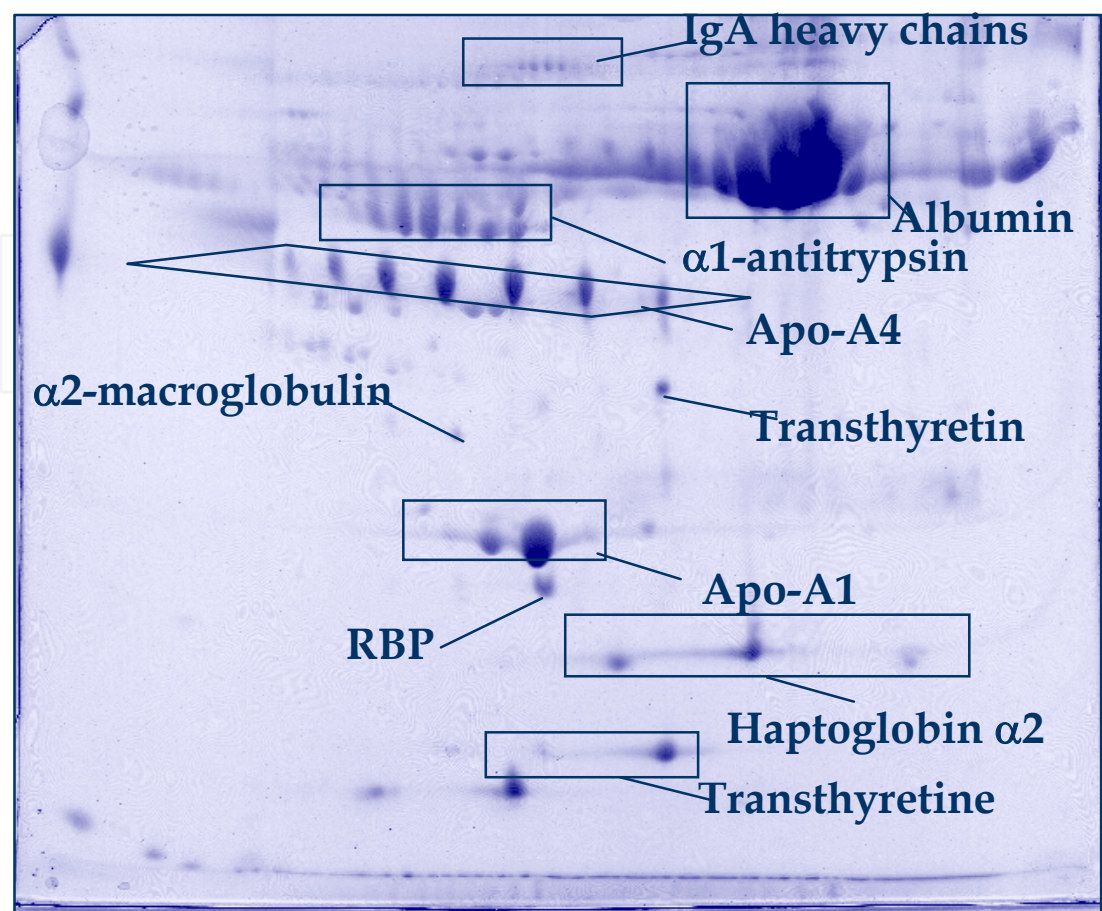 IgA heavy chains
Albumin
α1-antitrypsin
Apo-A4
α2-macroglobulin
Transthyretin
Apo-A1
RBP
Haptoglobin α2
Transthyretine